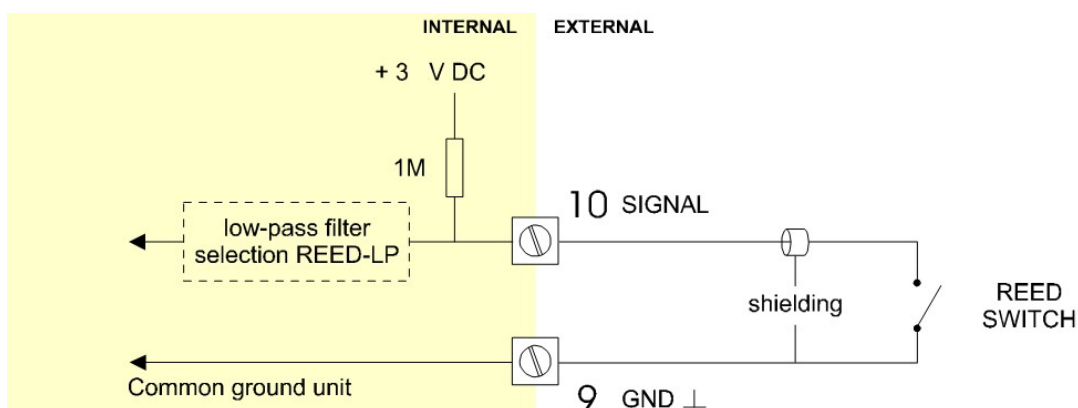 INTERNAL EXTERNAL
+ 3 V DC
1M
10 SIGNAL
low-pass filter
selection REED-LP
shielding
REED
SWITCH
Common ground unit
9 GND ⊥